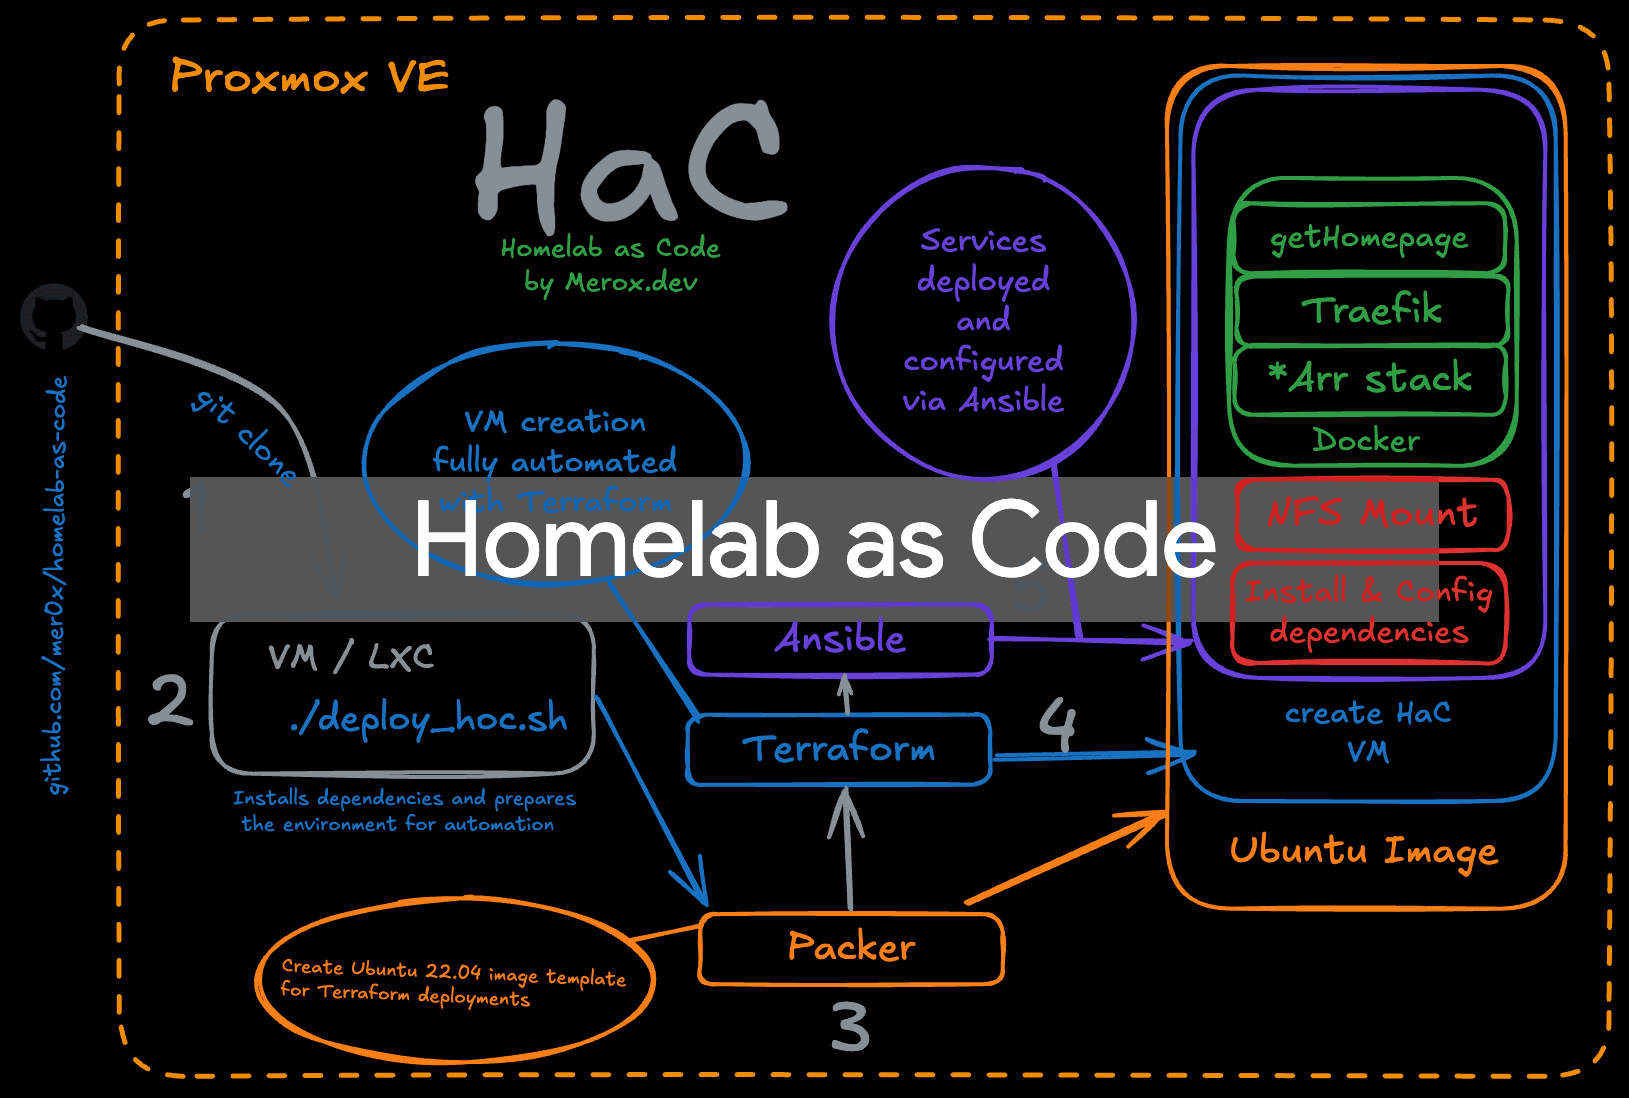 Proxmox VE
HaC
Homelab as Code
by Merox.dev
github.com/mer0x/homelab-as-code
git clone
1
VM creation
fully automated
with Terraform
Services
deployed
and
configured
via Ansible
getHomepage
Traefik
*Arr stack
Docker
NFS Mount
Install & Config
dependencies
Homelab as Code
5
2
VM / LXC
./deploy_hoc.sh
Installs dependencies and prepares
the environment for automation
Ansible
Terraform
4
create HaC
VM
Ubuntu Image
Create Ubuntu 22.04 image template
for Terraform deployments
Packer
3